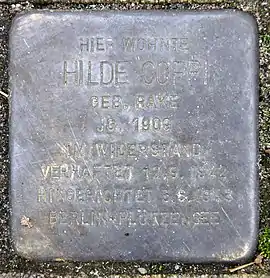 HIER WOHNTE
HILDE COPPI
GEB. RAKE
JG. 1909
IM WIDERSTAND
VERHAFTET 12.9.1942
HINGERICHTET 5.8.1943
BERLIN-PLÖTZENSEE